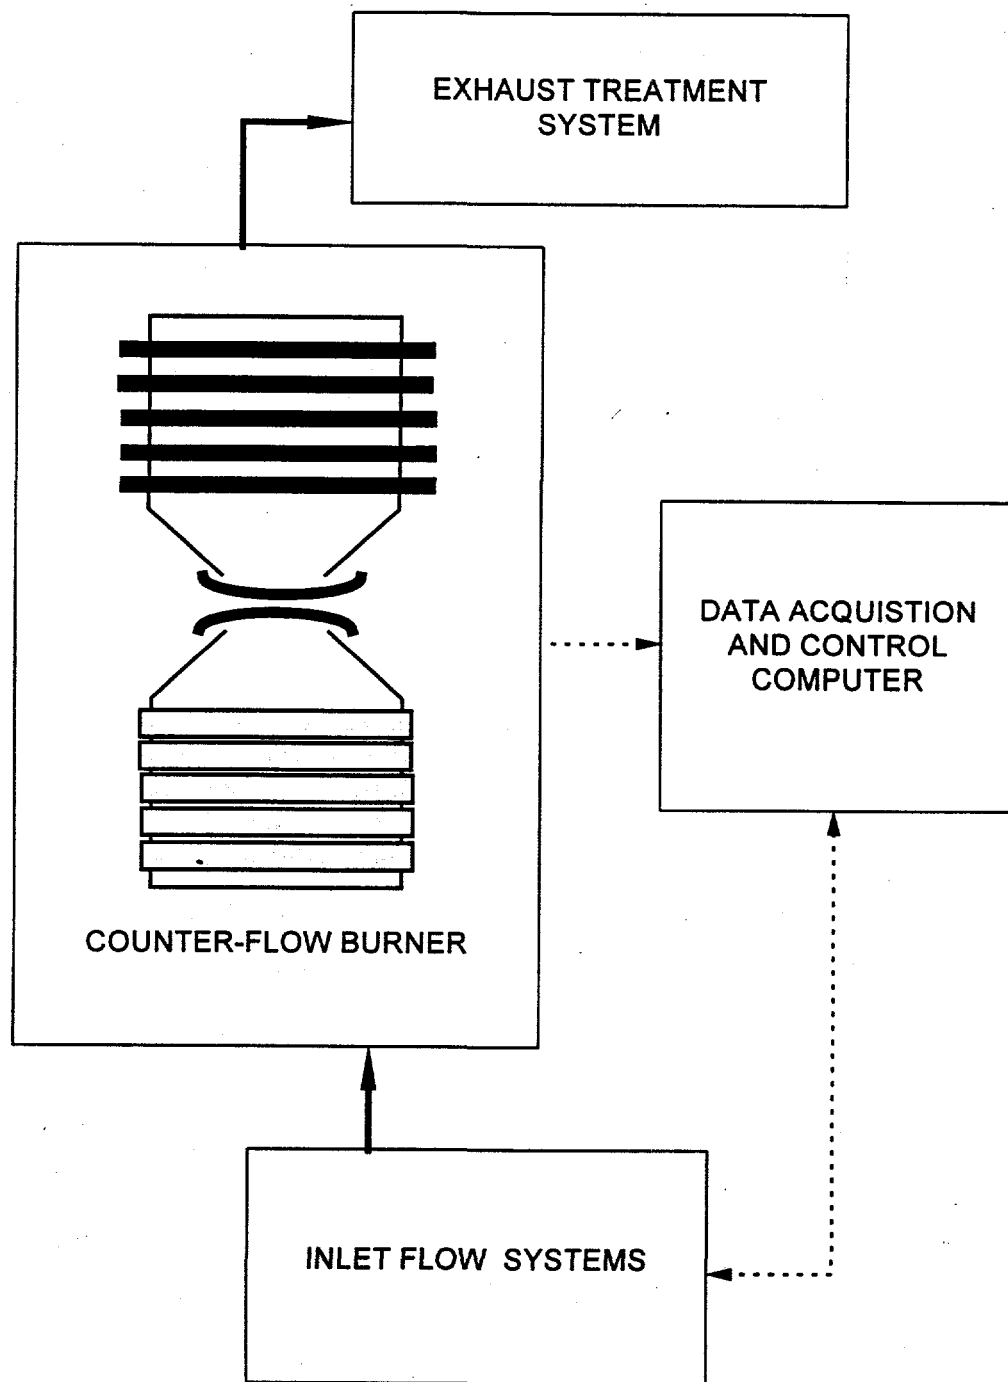 EXHAUST TREATMENT
SYSTEM
DATA ACQUISTION
AND CONTROL
COMPUTER
COUNTER-FLOW BURNER
INLET FLOW SYSTEMS